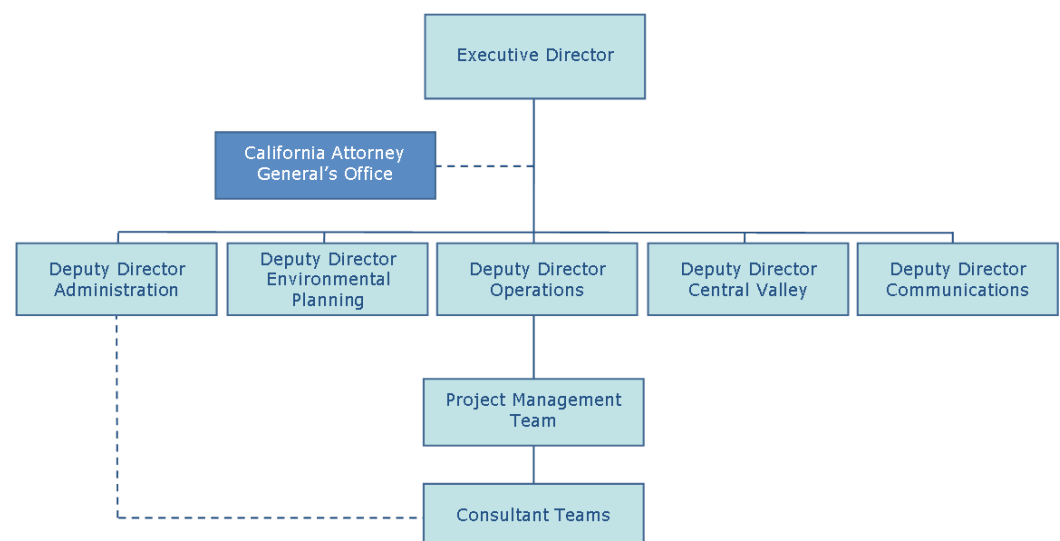 Executive Director
California Attorney
General's Office
Deputy Director
Administration
Deputy Director
Environmental
Planning
Deputy Director
Operations
Deputy Director
Central Valley
Deputy Director
Communications
Project Management
Team
Consultant Teams